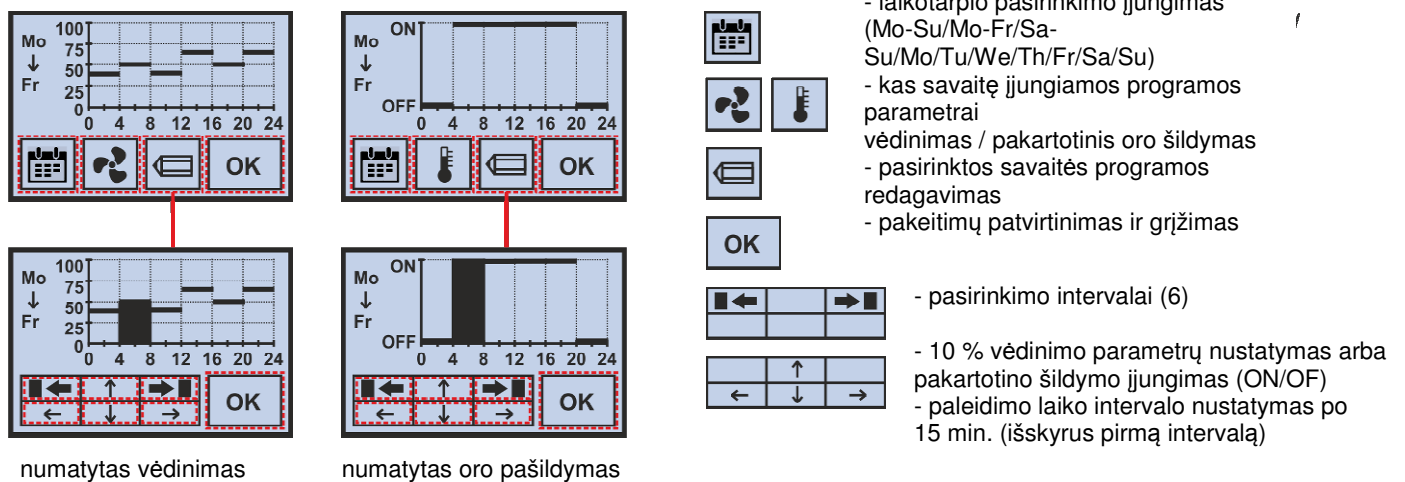 100
Mo 75
↓ 50
Fr 25
0
0 4 8 12 16 20 24
OK
ON
Mo
↓
Fr
OFF
0 4 8 12 16 20 24
OK
100
Mo 75
↓ 50
Fr 25
0
0 4 8 12 16 20 24
← ↑ →
← ↓ →
OK
numatytas vėdinimas
ON
Mo
↓
Fr
OFF
0 4 8 12 16 20 24
← ↑ →
← ↓ →
OK
numatytas oro pašildymas
- laikotarpio pasirinkimo įjungimas
(Mo-Su/Mo-Fr/Sa-
Su/Mo/Tu/We/Th/Fr/Sa/Su)
- kas savaitę įjungiamos programos
parametrai
vėdinimas / pakartotinis oro šildymas
- pasirinktos savaitės programos
redagavimas
OK
- pakeitimų patvirtinimas ir grįžimas
- pasirinkimo intervalai (6)
- 10 % vėdinimo parametrų nustatymas arba
pakartotino šildymo įjungimas (ON/OF)
- paleidimo laiko intervalo nustatymas po
15 min. (išskyrus pirmą intervalą)